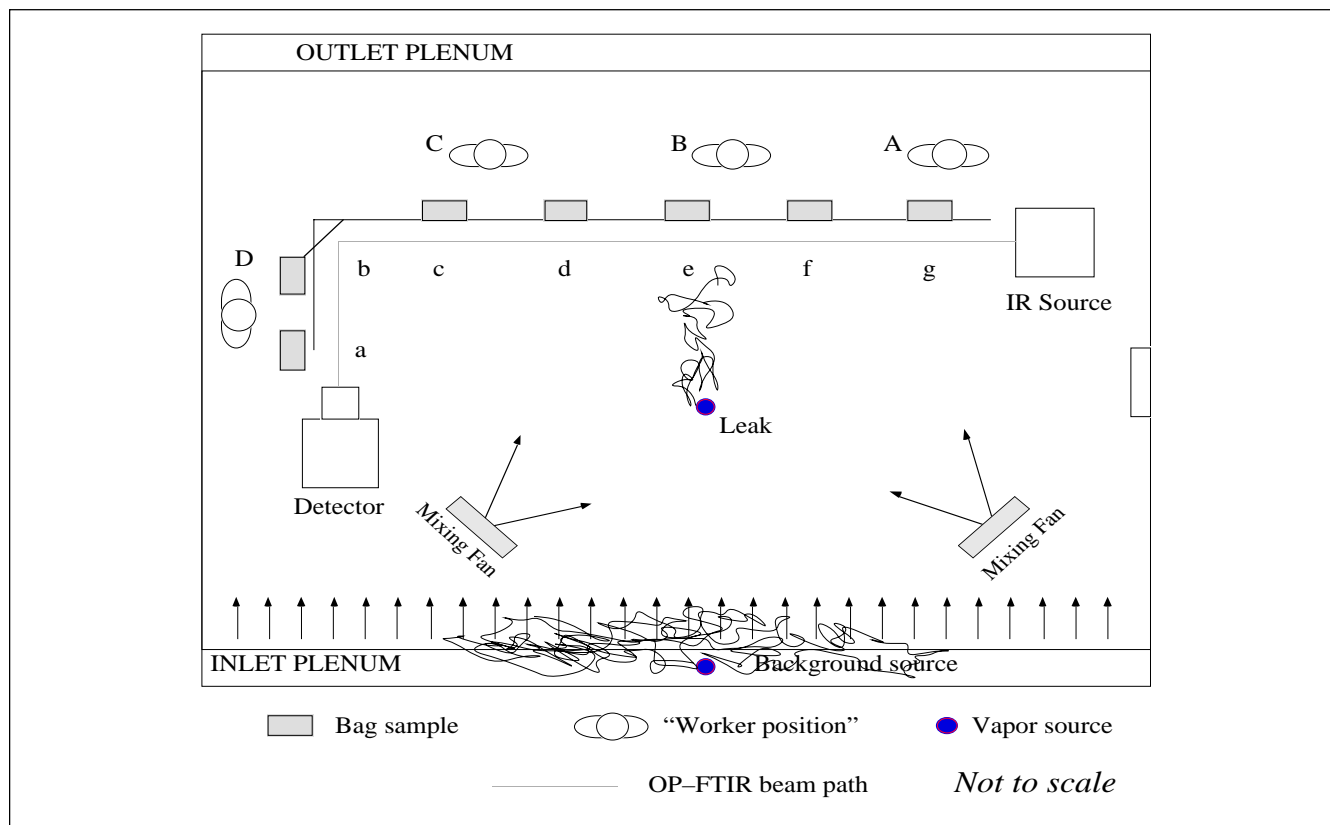 OUTLET PLENUM
C
B
A
D
b
c
d
e
f
g
IR Source
a
Leak
Detector
Mixing Fan
Mixing Fan
INLET PLENUM
Background source
Bag sample
“Worker position”
Vapor source
OP–FTIR beam path
Not to scale